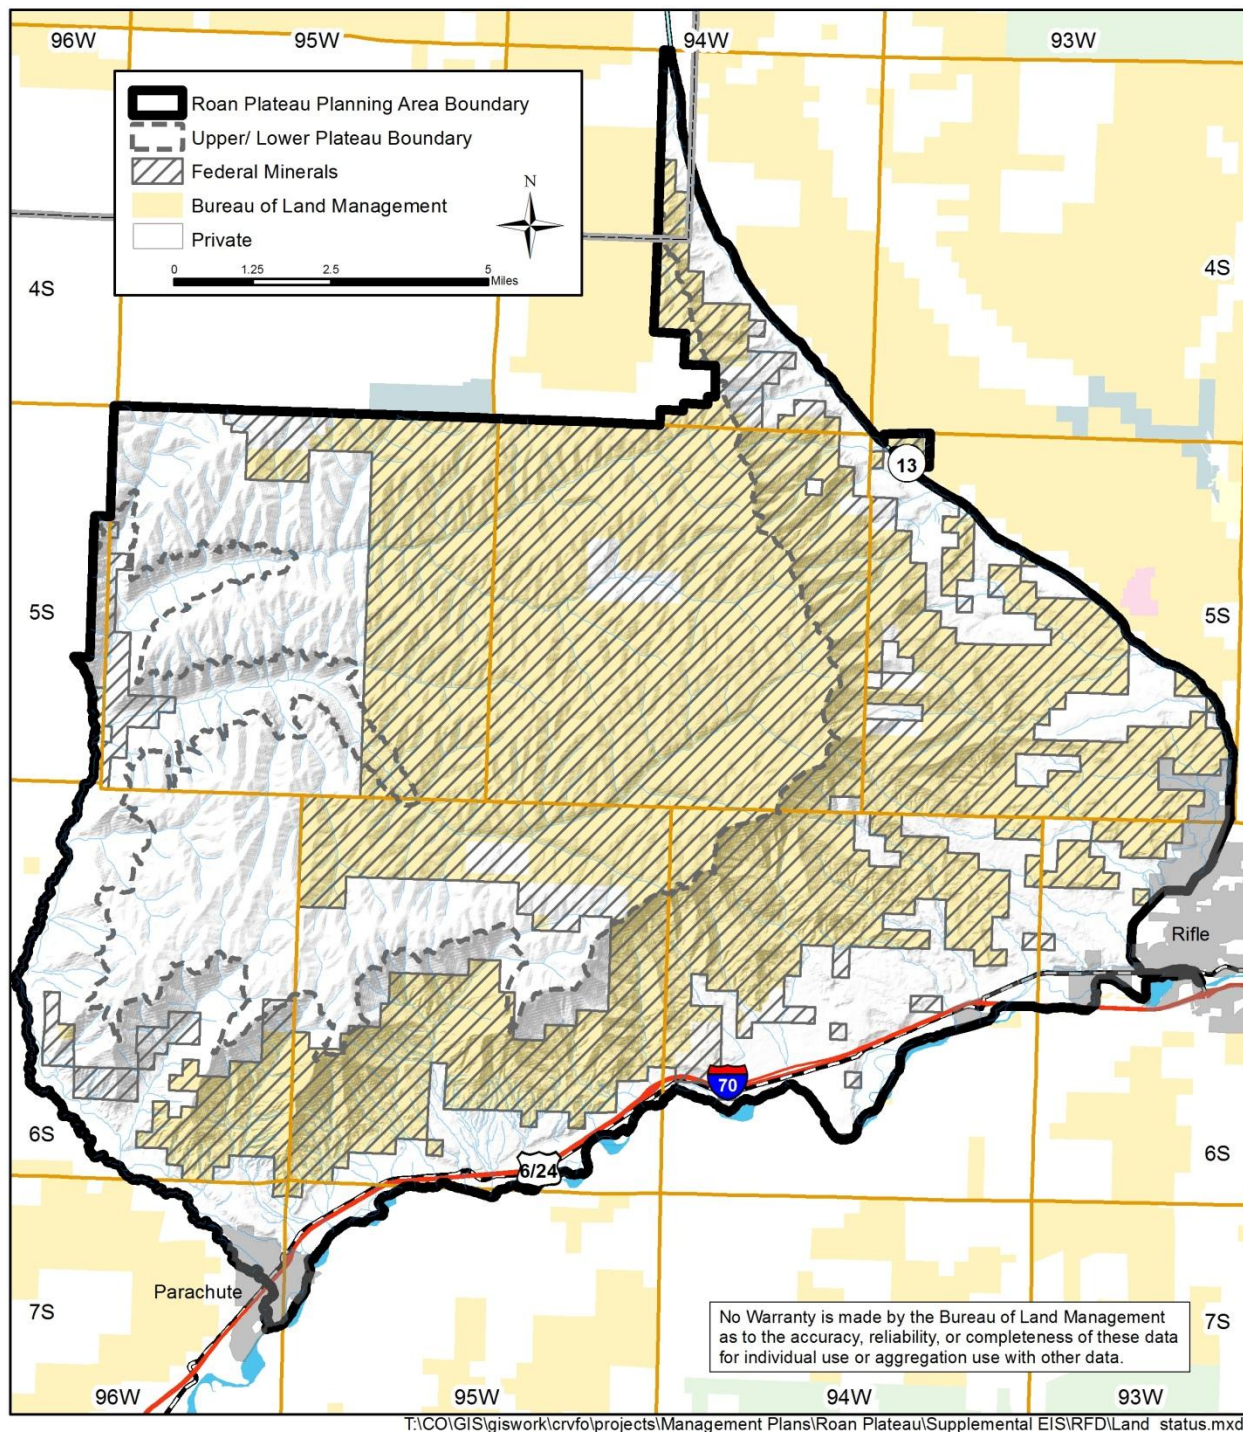 96W
95W
94W
93W
Roan Plateau Planning Area Boundary
Upper/ Lower Plateau Boundary
Federal Minerals
Bureau of Land Management
Private
N
0 1.25 2.5 5
Miles
4S
4S
13
5S
5S
Rifle
70
6S
6/24
6S
Parachute
7S
No Warranty is made by the Bureau of Land Management
as to the accuracy, reliability, or completeness of these data
for individual use or aggregation use with other data.
7S
96W
95W
94W
93W
T:\CO\GIS\giswork\crvfo\projects\Management Plans\Roan Plateau\Supplemental EIS\RFD\Land_status.mxd